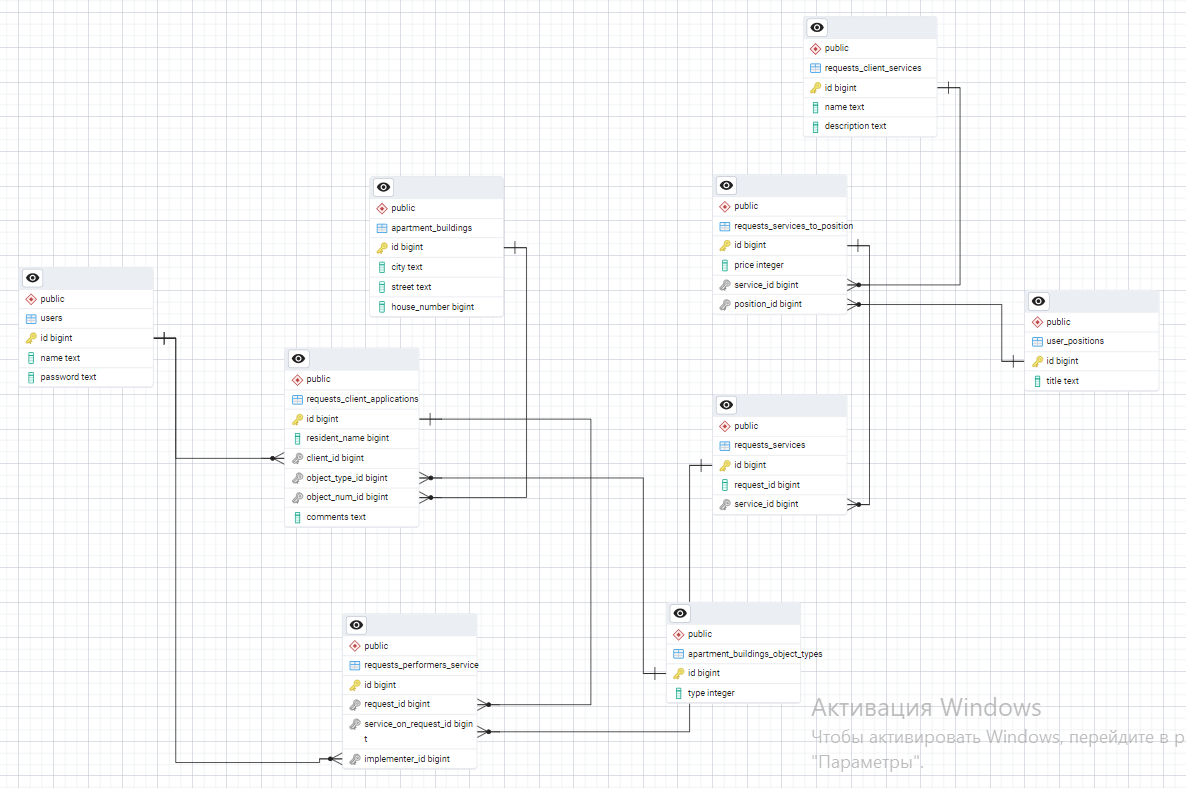 public
requests_client_services
id bigint
name text
description text
public
requests_services_to_position
id bigint
price integer
service_id bigint
position_id bigint
public
apartment_buildings
id bigint
city text
street text
house_number bigint
public
users
id bigint
name text
password text
public
user_positions
id bigint
title text
public
requests_client_applications
id bigint
resident_name bigint
client_id bigint
object_type_id bigint
object_num_id bigint
comments text
public
requests_services
id bigint
request_id bigint
service_id bigint
public
requests_performers_service
id bigint
request_id bigint
service_on_request_id bigin
t
implementer_id bigint
public
apartment_buildings_object_types
id bigint
type integer
Активация Windows
Чтобы активировать Windows, перейдите в р
"Параметры".